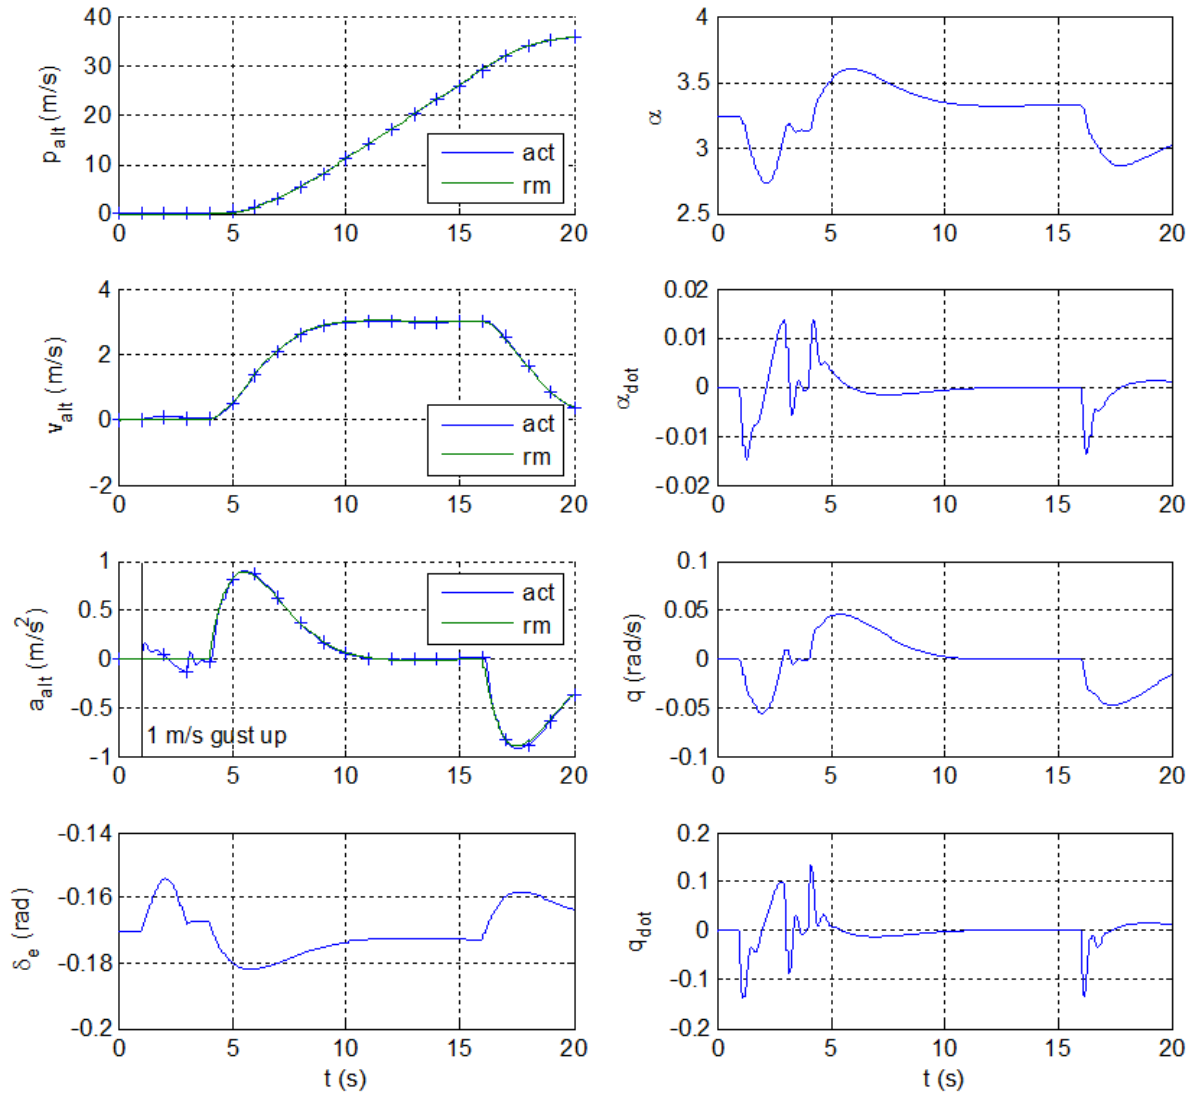 40
30
20
10
0
p_alt (m/s)
act
rm
0 5 10 15 20
4
3.5
3
2.5
α
0 5 10 15 20
4
2
0
-2
v_alt (m/s)
act
rm
0 5 10 15 20
0.02
0.01
0
-0.01
-0.02
α_dot
0 5 10 15 20
1
0.5
0
-0.5
-1
a_alt (m/s²)
act
rm
1 m/s gust up
0 5 10 15 20
0.1
0.05
0
-0.05
-0.1
q (rad/s)
0 5 10 15 20
-0.14
-0.16
-0.18
-0.2
δ_e (rad)
0 5 10 15 20
t (s)
0.2
0.1
0
-0.1
-0.2
q_dot
0 5 10 15 20
t (s)